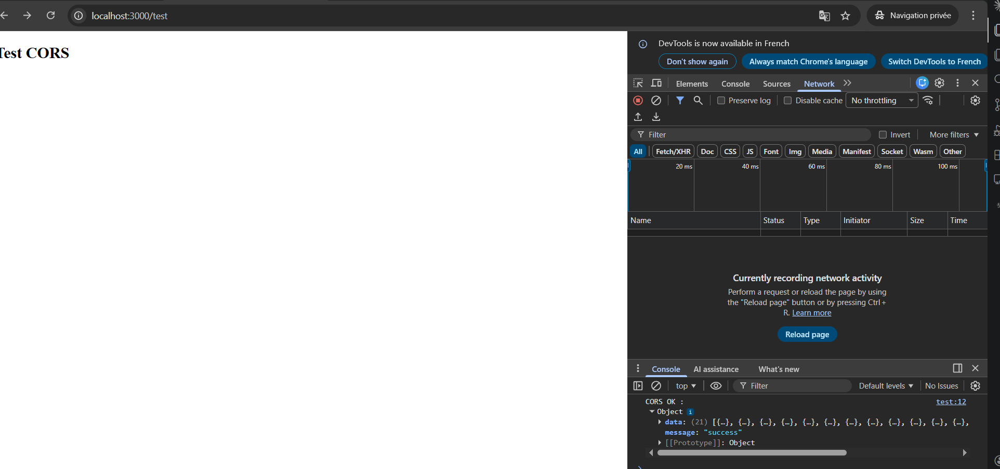 localhost:3000/test
Navigation privée
Test CORS
DevTools is now available in French
Don't show again
Always match Chrome's language
Switch DevTools to French
Elements Console Sources Network
Preserve log Disable cache No throttling
Filter Invert More filters
All Fetch/XHR Doc CSS JS Font Img Media Manifest Socket Wasm Other
20 ms 40 ms 60 ms 80 ms 100 ms
Name Status Type Initiator Size Time
Currently recording network activity
Perform a request or reload the page by using
the "Reload page" button or by pressing Ctrl +
R. Learn more
Reload page
Console AI assistance What's new
top Filter Default levels No Issues
CORS OK : test:12
Object i
data: (21) [{…}, {…}, {…}, {…}, {…}, {…}, {…}, {…}, {…}, {…}, {…}, {…},
message: "success"
[[Prototype]]: Object